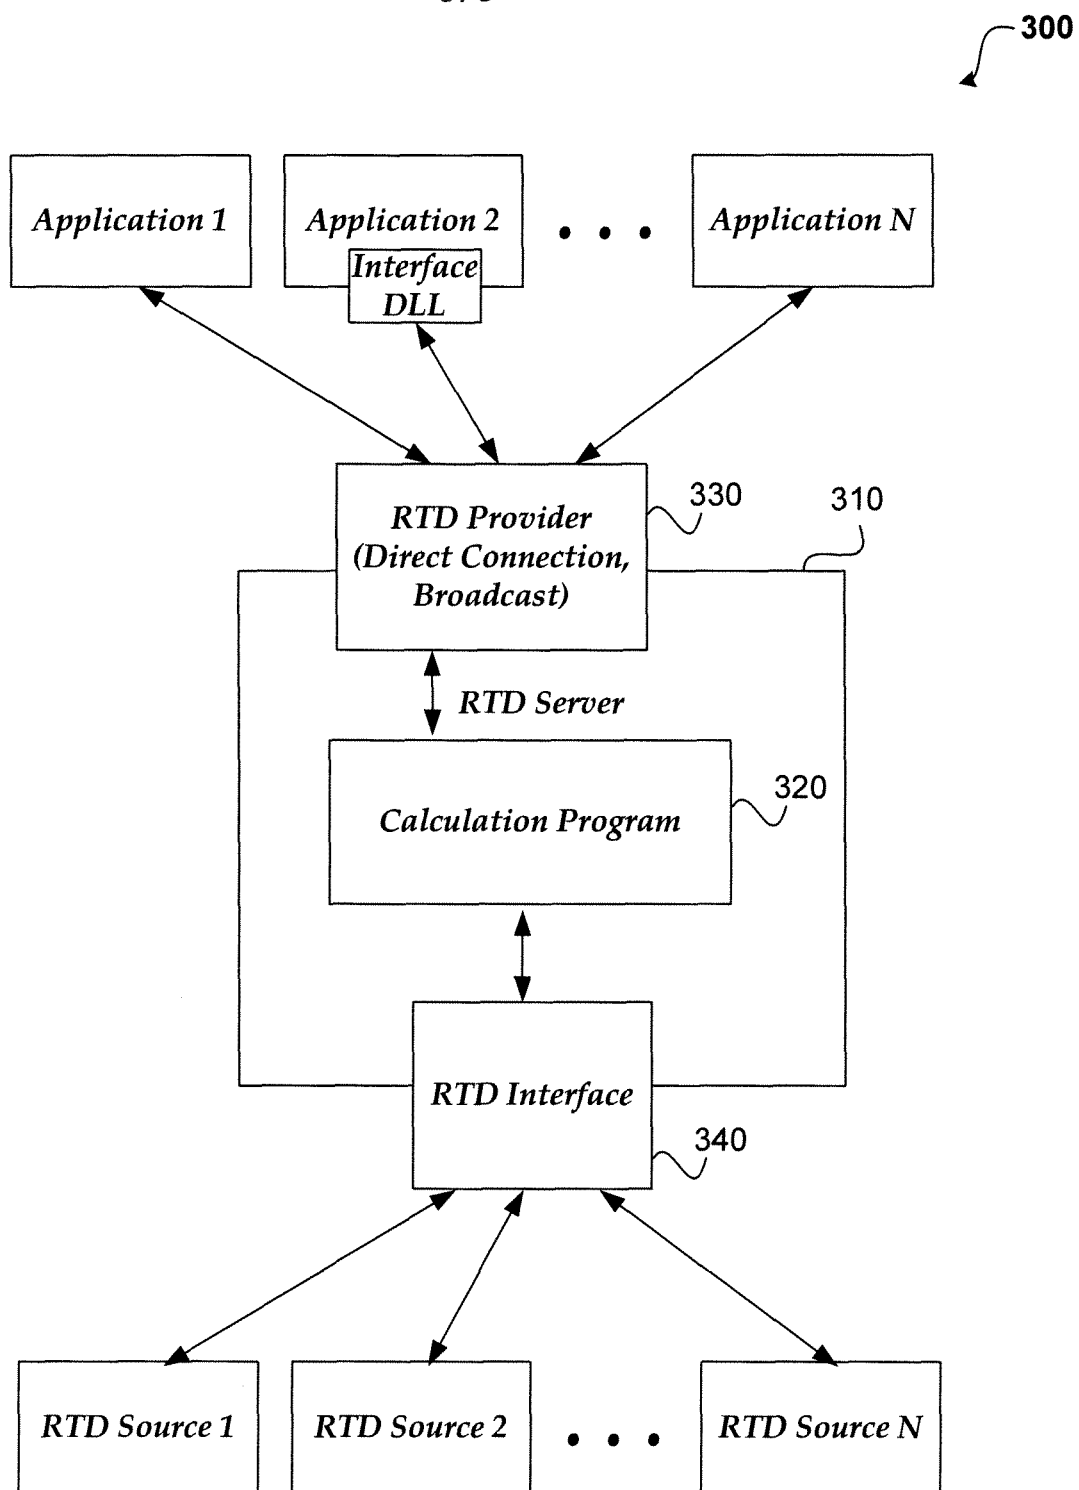 300
Application 1
Application 2
Application N
Interface
DLL
330
310
RTD Provider
(Direct Connection,
Broadcast)
RTD Server
320
Calculation Program
RTD Interface
340
RTD Source 1
RTD Source 2
RTD Source N